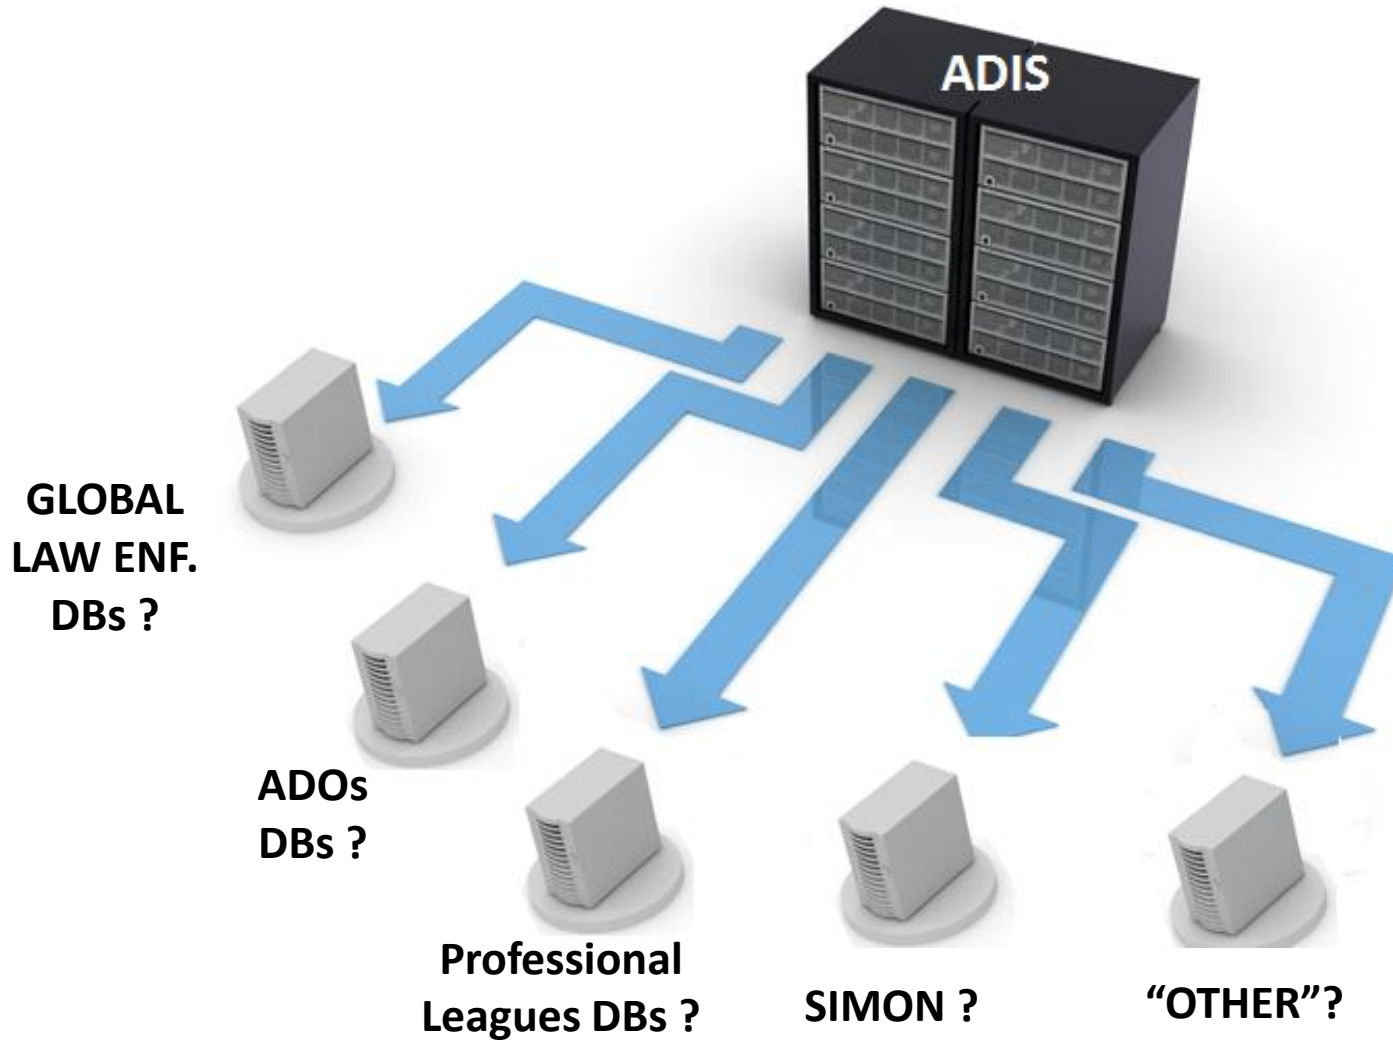 ADIS
GLOBAL
LAW ENF.
DBs ?
ADOs
DBs ?
Professional
Leagues DBs ?
SIMON ?
“OTHER”?